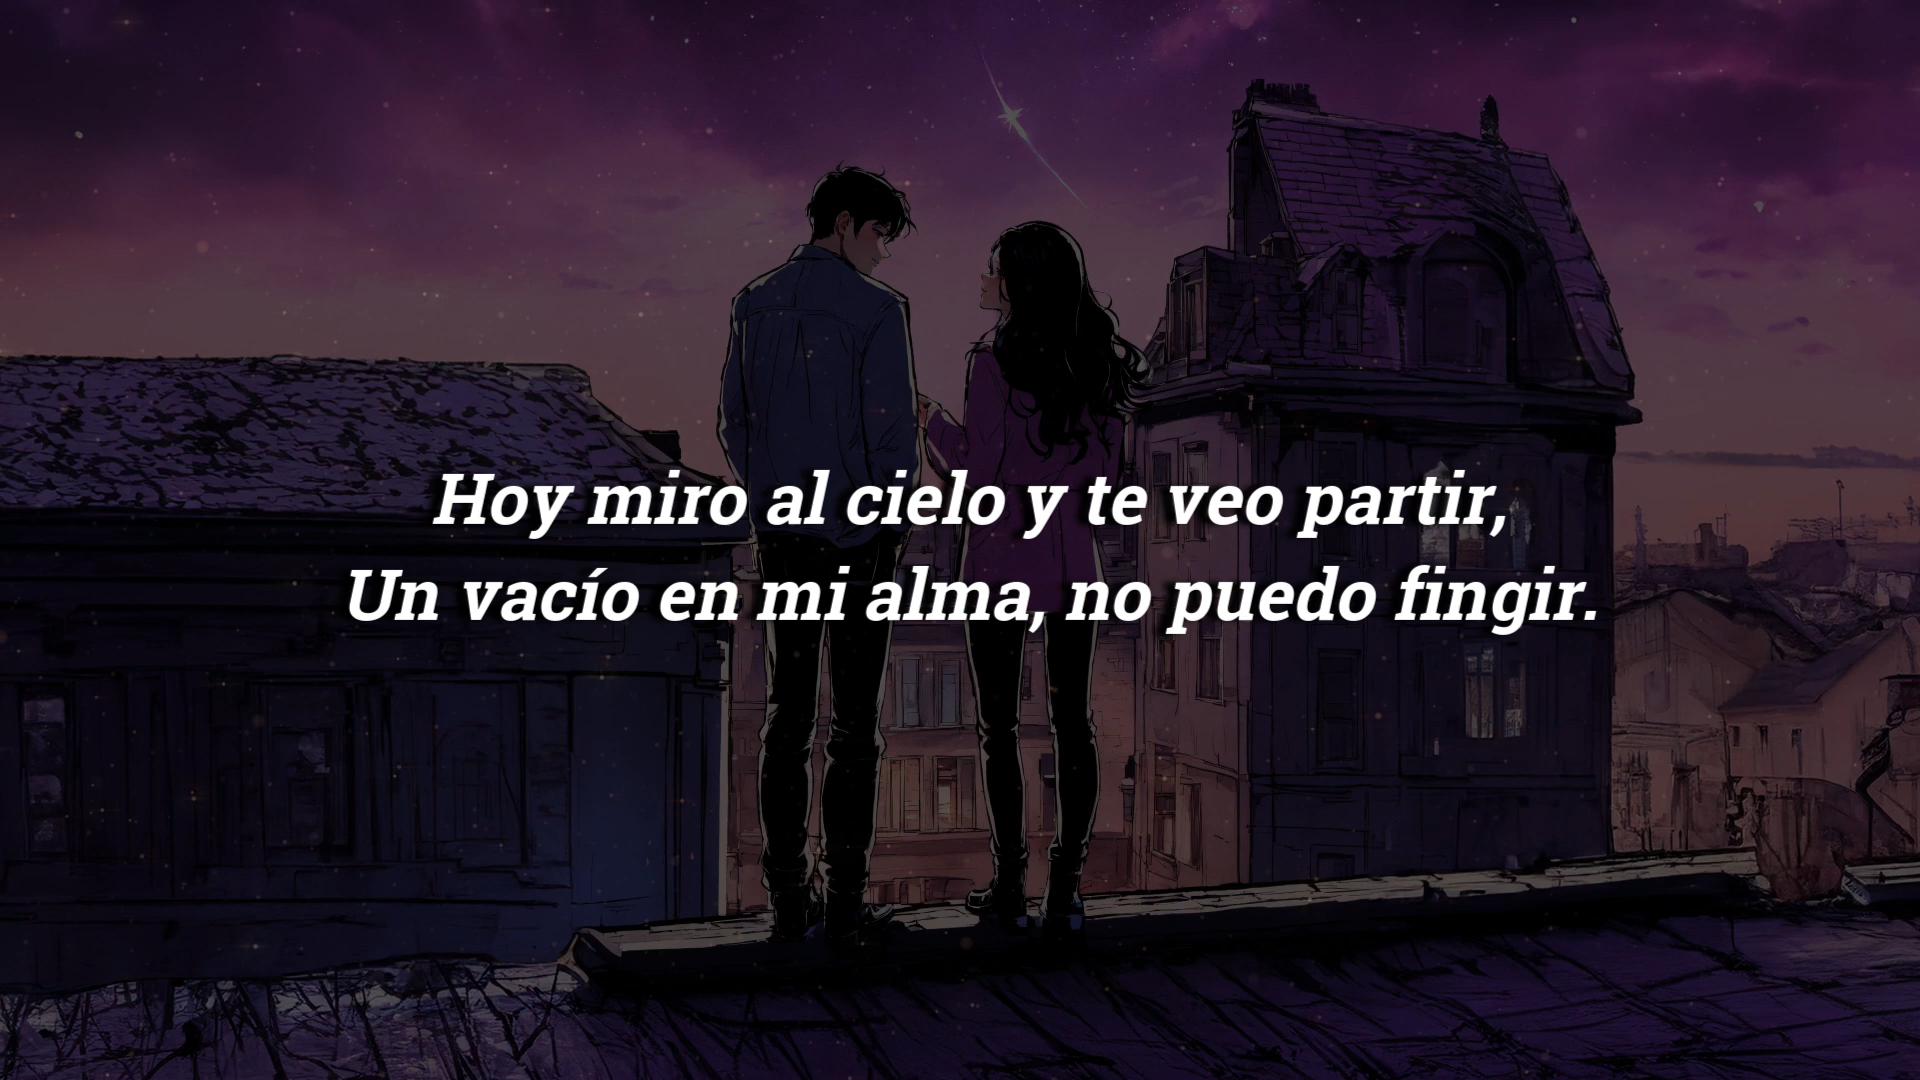 Hoy miro al cielo y te veo partir,
Un vacío en mi alma, no puedo fingir.